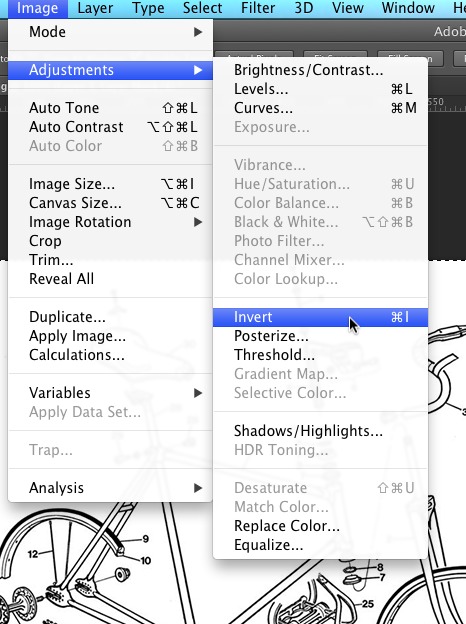 Image Layer Type Select Filter 3D View Window He
Adob
Mode ▶
Adjustments ▶
Auto Tone ⇧⌘L
Auto Contrast ⌥⇧⌘L
Auto Color ⇧⌘B
Image Size... ⌥⌘I
Canvas Size... ⌥⌘C
Image Rotation ▶
Crop
Trim...
Reveal All
Duplicate...
Apply Image...
Calculations...
Variables ▶
Apply Data Set...
Trap...
Analysis ▶
Brightness/Contrast...
Levels... ⌘L
Curves... ⌘M
Exposure...
Vibrance...
Hue/Saturation... ⌘U
Color Balance... ⌘B
Black & White... ⌥⇧⌘B
Photo Filter...
Channel Mixer...
Color Lookup...
Invert ⌘I
Posterize...
Threshold...
Gradient Map...
Selective Color...
Shadows/Highlights...
HDR Toning...
Desaturate ⇧⌘U
Match Color...
Replace Color...
Equalize...
550
3
9
10
12
8
7
25